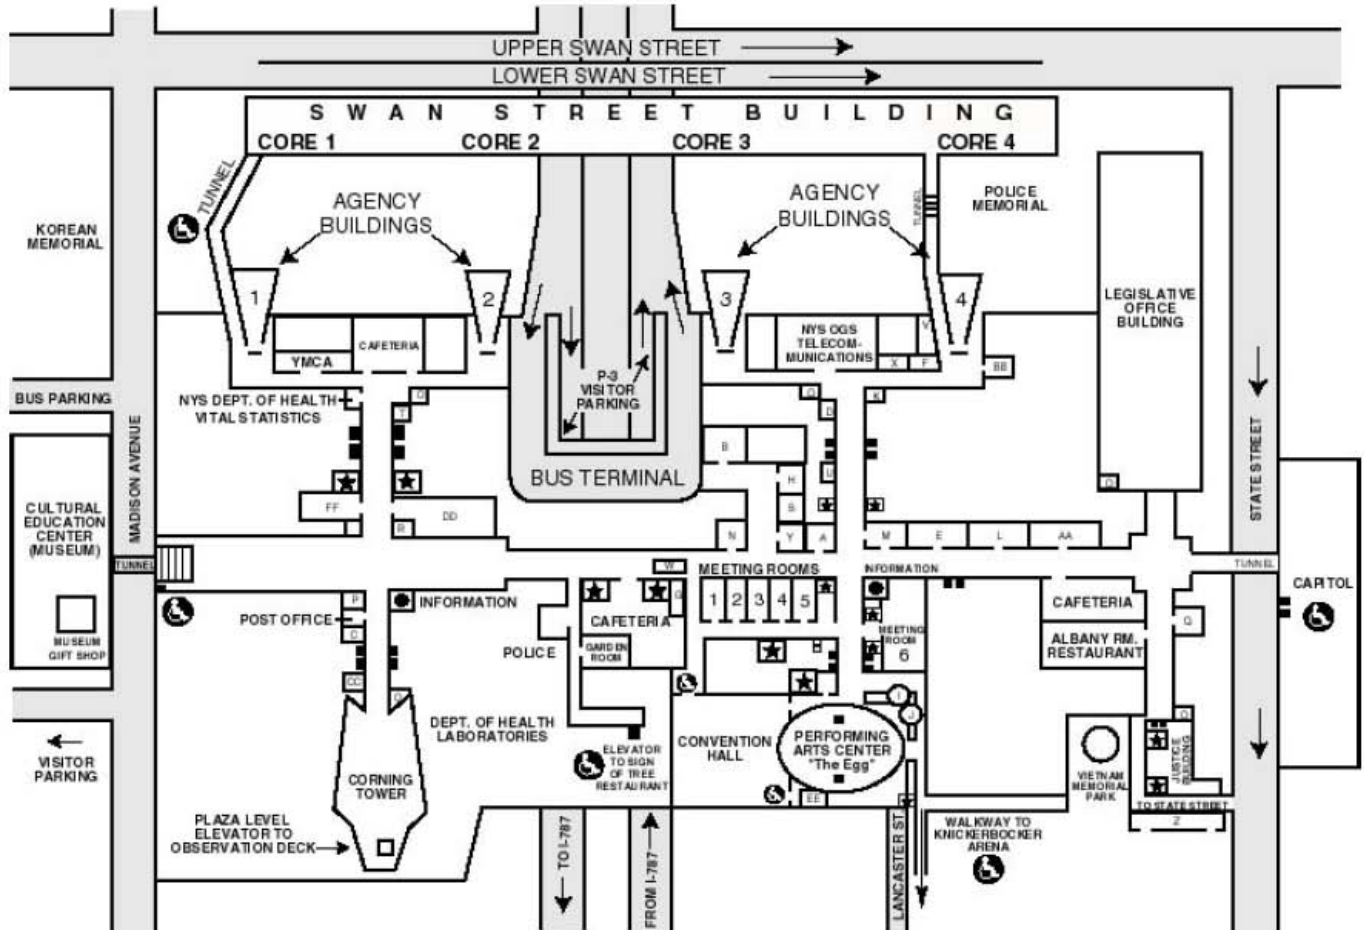 UPPER SWAN STREET
LOWER SWAN STREET
SWAN STREET BUILDING
CORE 1
CORE 2
CORE 3
CORE 4
TUNNEL
AGENCY
BUILDINGS
AGENCY
BUILDINGS
TUNNEL
POLICE
MEMORIAL
KOREAN
MEMORIAL
1
2
3
4
LEGISLATIVE
OFFICE
BUILDING
YMCA
CAFETERIA
NYS OGS
TELECOM-
MUNICATIONS
V
X
F
BB
P-3
VISITOR
PARKING
BUS PARKING
NYS DEPT. OF HEALTH
VITAL STATISTICS
T
D
K
B
H
U
S
BUS TERMINAL
MADISON AVENUE
STATE STREET
CULTURAL
EDUCATION
CENTER
(MUSEUM)
FF
DD
R
N
Y
A
M
E
L
AA
TUNNEL
W
MEETING ROOMS
INFORMATION
TUNNEL
CAPITOL
MUSEUM
GIFT SHOP
P
POST OFFICE
INFORMATION
CC
CAFETERIA
GARDEN
ROOM
POLICE
1
2
3
4
5
MEETING
ROOM
6
CAFETERIA
ALBANY RM.
RESTAURANT
I
J
DEPT. OF HEALTH
LABORATORIES
ELEVATOR
TO SIGN
OF TREE
RESTAURANT
CONVENTION
HALL
PERFORMING
ARTS CENTER
"The Egg"
EE
VISITOR
PARKING
CORNING
TOWER
PLAZA LEVEL
ELEVATOR TO
OBSERVATION DECK
VIETNAM
MEMORIAL
PARK
JUSTICE
BUILDING
TO STATE STREET
Z
TO I-787
FROM I-787
LANCASTER ST.
WALKWAY TO
KNICKERBOCKER
ARENA